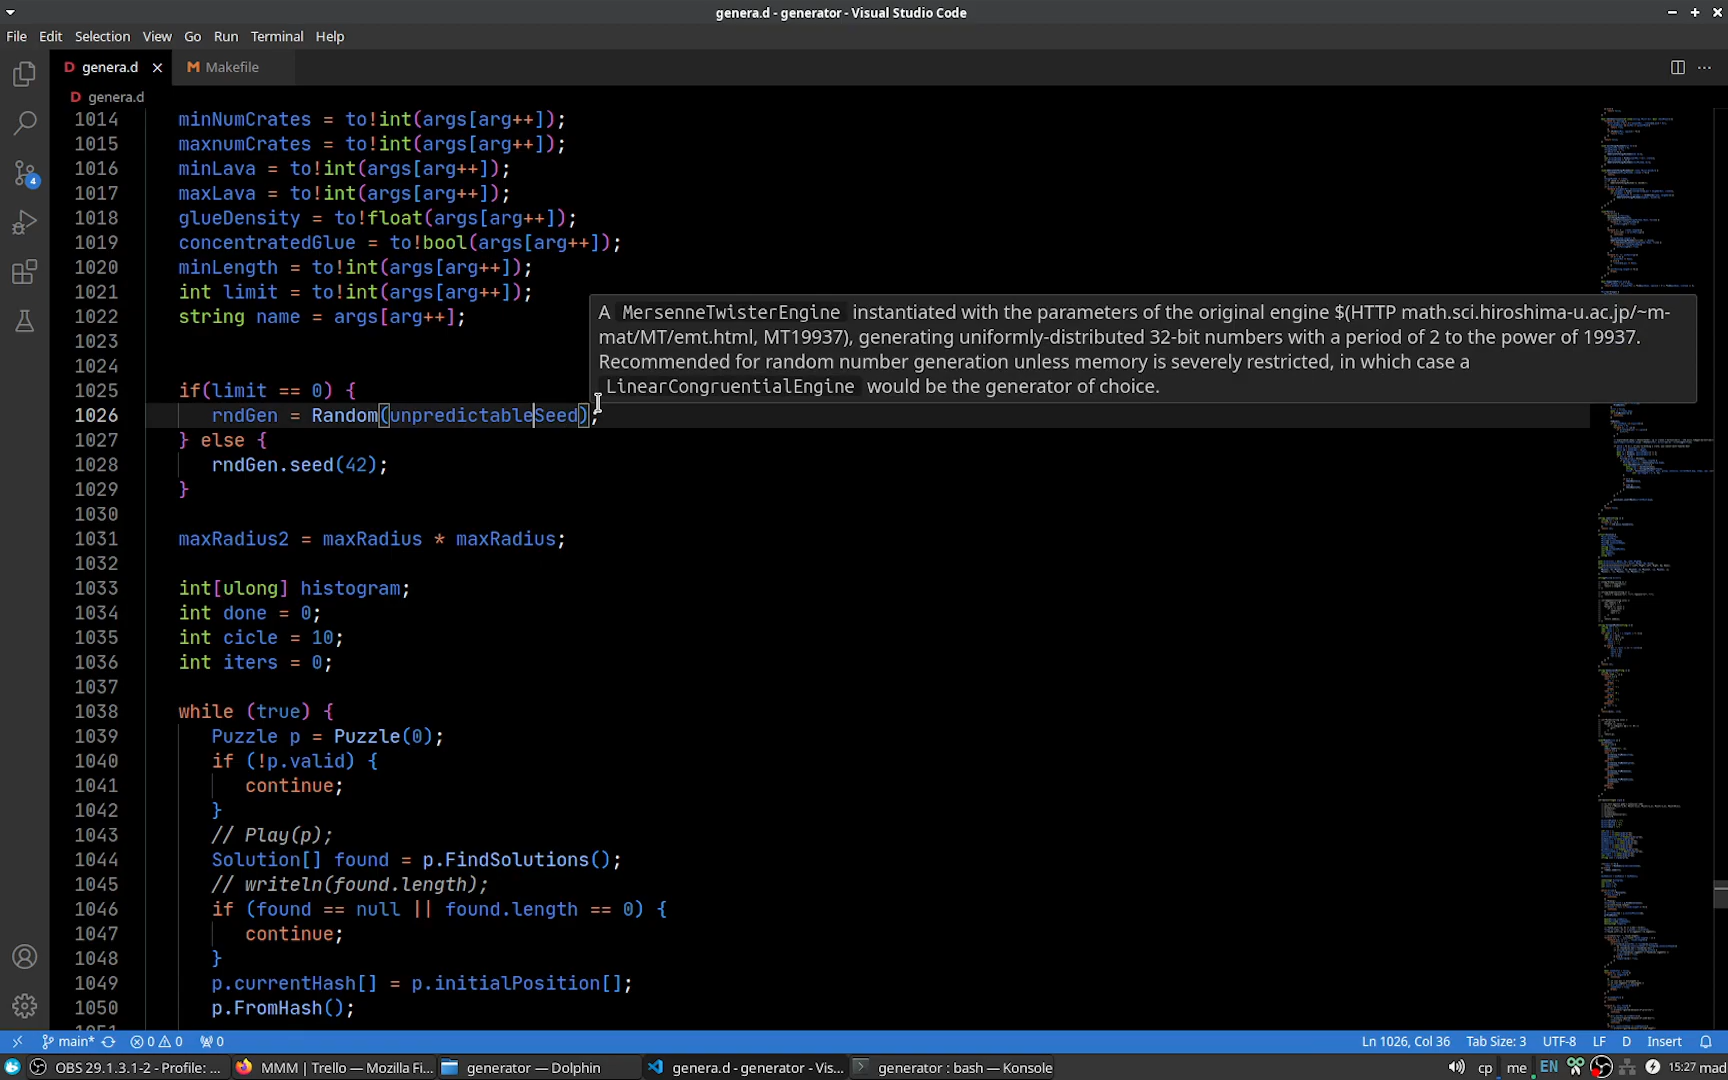 genera.d - generator - Visual Studio Code
File Edit Selection View Go Run Terminal Help
D genera.d × M Makefile
D genera.d
1014 minNumCrates = to!int(args[arg++]);
1015 maxnumCrates = to!int(args[arg++]);
1016 minLava = to!int(args[arg++]);
1017 maxLava = to!int(args[arg++]);
1018 glueDensity = to!float(args[arg++]);
1019 concentratedGlue = to!bool(args[arg++]);
1020 minLength = to!int(args[arg++]);
1021 int limit = to!int(args[arg++]);
1022 string name = args[arg++];
1023
1024
1025 if(limit == 0) {
1026 rndGen = Random(unpredictableSeed);
1027 } else {
1028 rndGen.seed(42);
1029 }
1030
1031 maxRadius2 = maxRadius * maxRadius;
1032
1033 int[ulong] histogram;
1034 int done = 0;
1035 int cicle = 10;
1036 int iters = 0;
1037
1038 while (true) {
1039 Puzzle p = Puzzle(0);
1040 if (!p.valid) {
1041 continue;
1042 }
1043 // Play(p);
1044 Solution[] found = p.FindSolutions();
1045 // writeln(found.length);
1046 if (found == null || found.length == 0) {
1047 continue;
1048 }
1049 p.currentHash[] = p.initialPosition[];
1050 p.FromHash();
A MersenneTwisterEngine instantiated with the parameters of the original engine $(HTTP math.sci.hiroshima-u.ac.jp/~m-
mat/MT/emt.html, MT19937), generating uniformly-distributed 32-bit numbers with a period of 2 to the power of 19937.
Recommended for random number generation unless memory is severely restricted, in which case a
LinearCongruentialEngine would be the generator of choice.
4
main* 0 0 0 Ln 1026, Col 36 Tab Size: 3 UTF-8 LF D Insert
OBS 29.1.3.1-2 - Profile: ... MMM | Trello — Mozilla Fi... generator — Dolphin genera.d - generator - Vis... generator : bash — Konsole cp me EN 15:27 mad